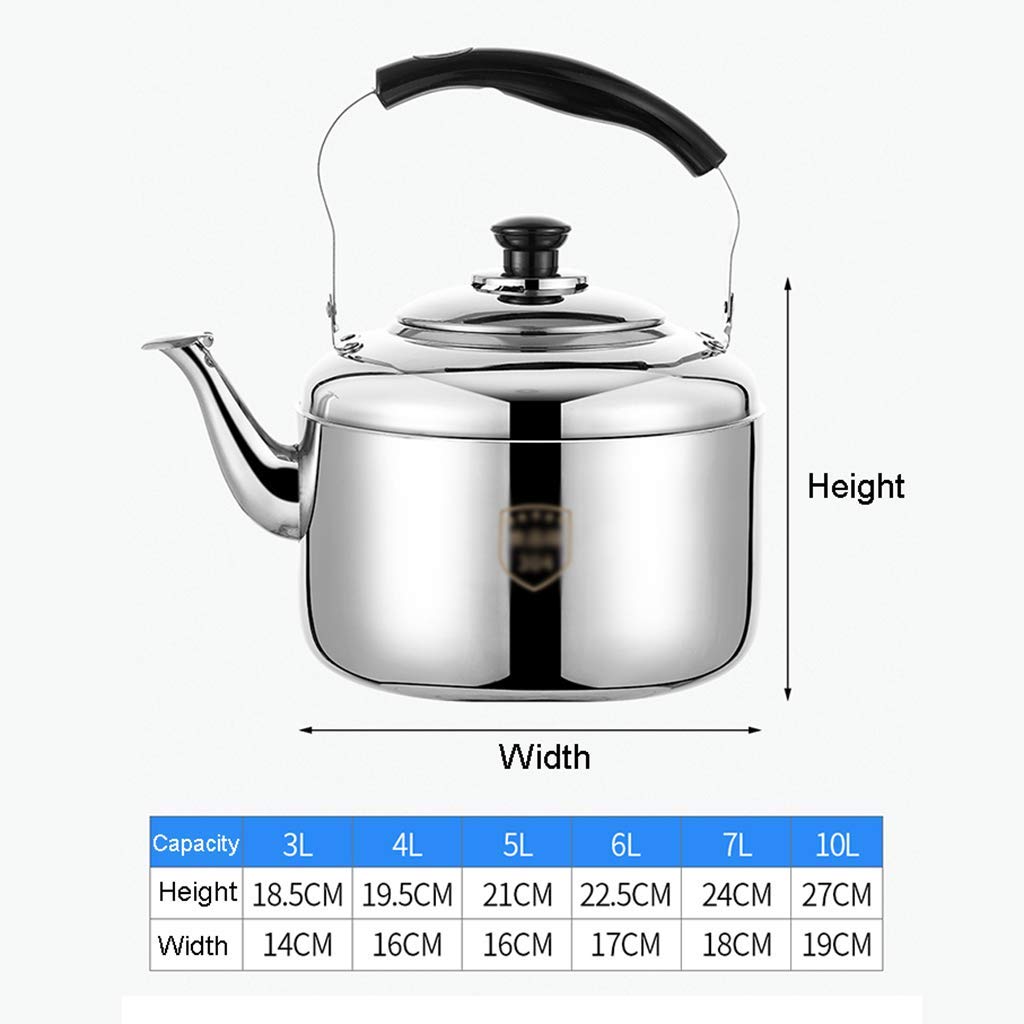 Height
Width
Capacity 3L 4L 5L 6L 7L 10L
Height 18.5CM 19.5CM 21CM 22.5CM 24CM 27CM
Width 14CM 16CM 16CM 17CM 18CM 19CM